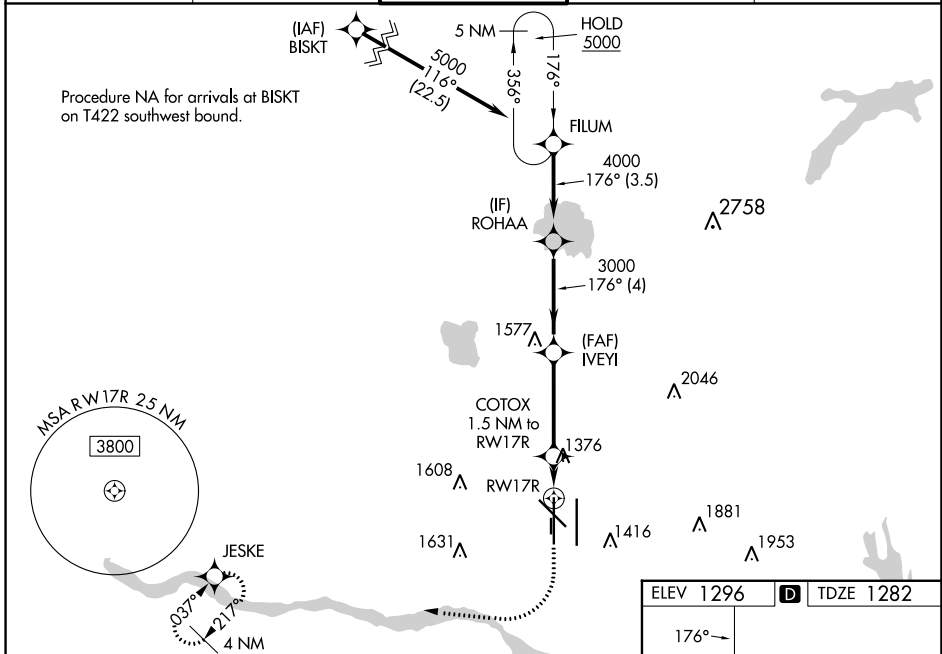 (IAF)
BISKT
5 NM
HOLD
5000
176°
356°
5000
116°
(22.5)
Procedure NA for arrivals at BISKT
on T422 southwest bound.
FILUM
4000
176° (3.5)
(IF)
ROHAA
2758
3000
176° (4)
1577
(FAF)
IVEYI
2046
MSA RW17R 25 NM
3800
COTOX
1.5 NM to
RW17R
1376
1608
RW17R
1881
1416
1631
1953
JESKE
037°
217°
4 NM
ELEV 1296
D
TDZE 1282
176°